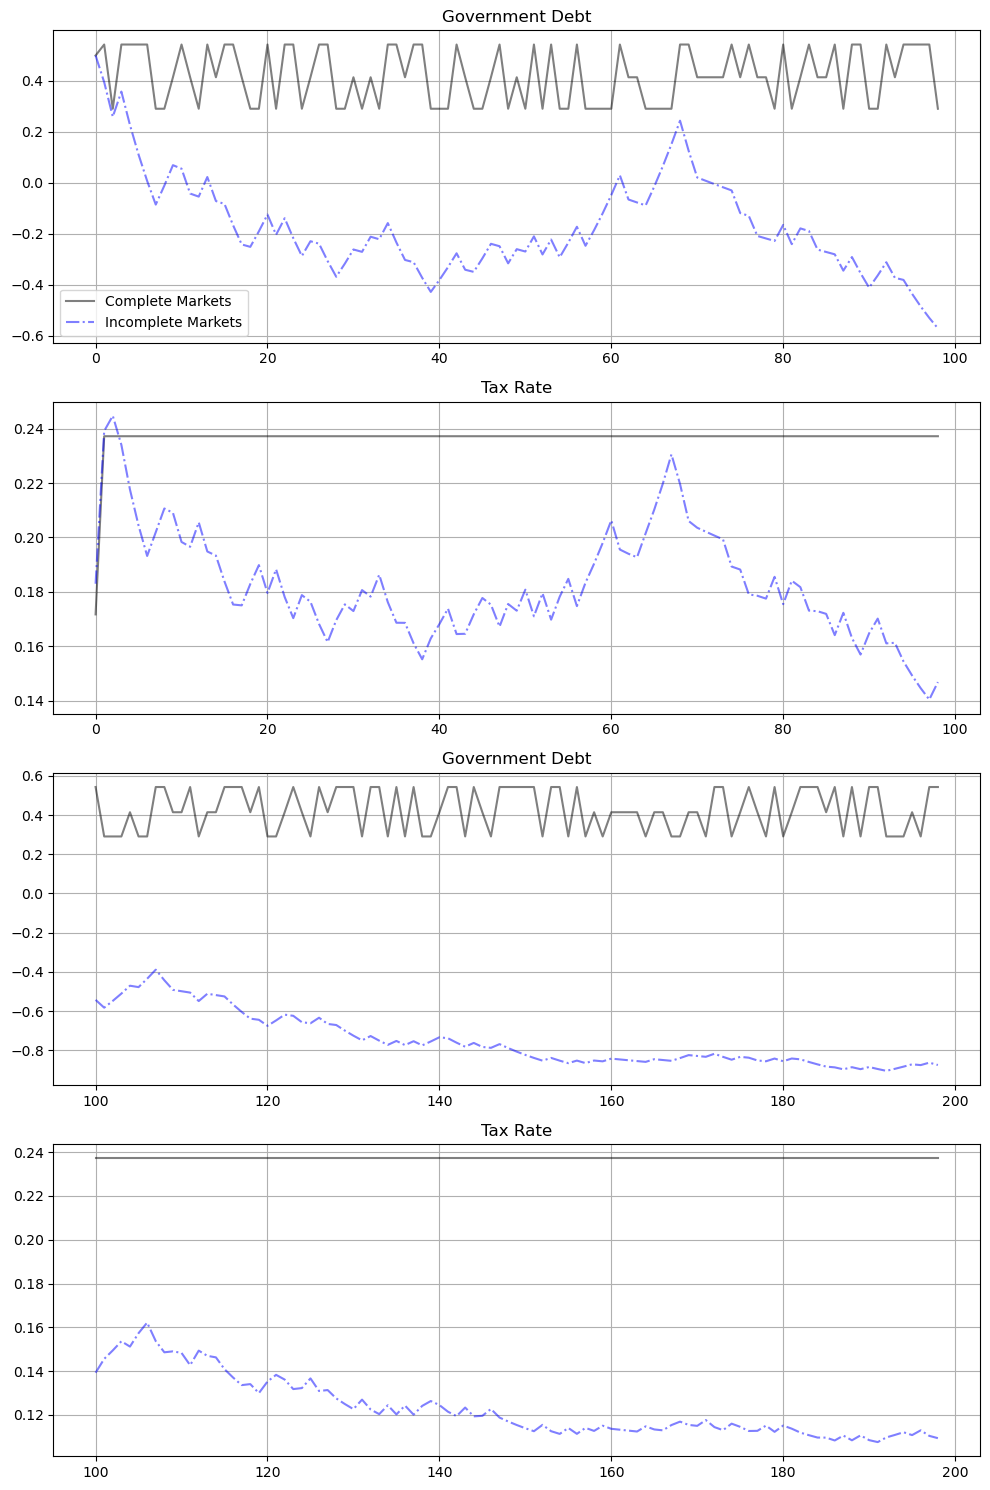 Government Debt
0.4
0.2
0.0
−0.2
−0.4
−0.6
Complete Markets
Incomplete Markets
0 20 40 60 80 100
Tax Rate
0.24
0.22
0.20
0.18
0.16
0.14
0 20 40 60 80 100
Government Debt
0.6
0.4
0.2
0.0
−0.2
−0.4
−0.6
−0.8
100 120 140 160 180 200
Tax Rate
0.24
0.22
0.20
0.18
0.16
0.14
0.12
100 120 140 160 180 200